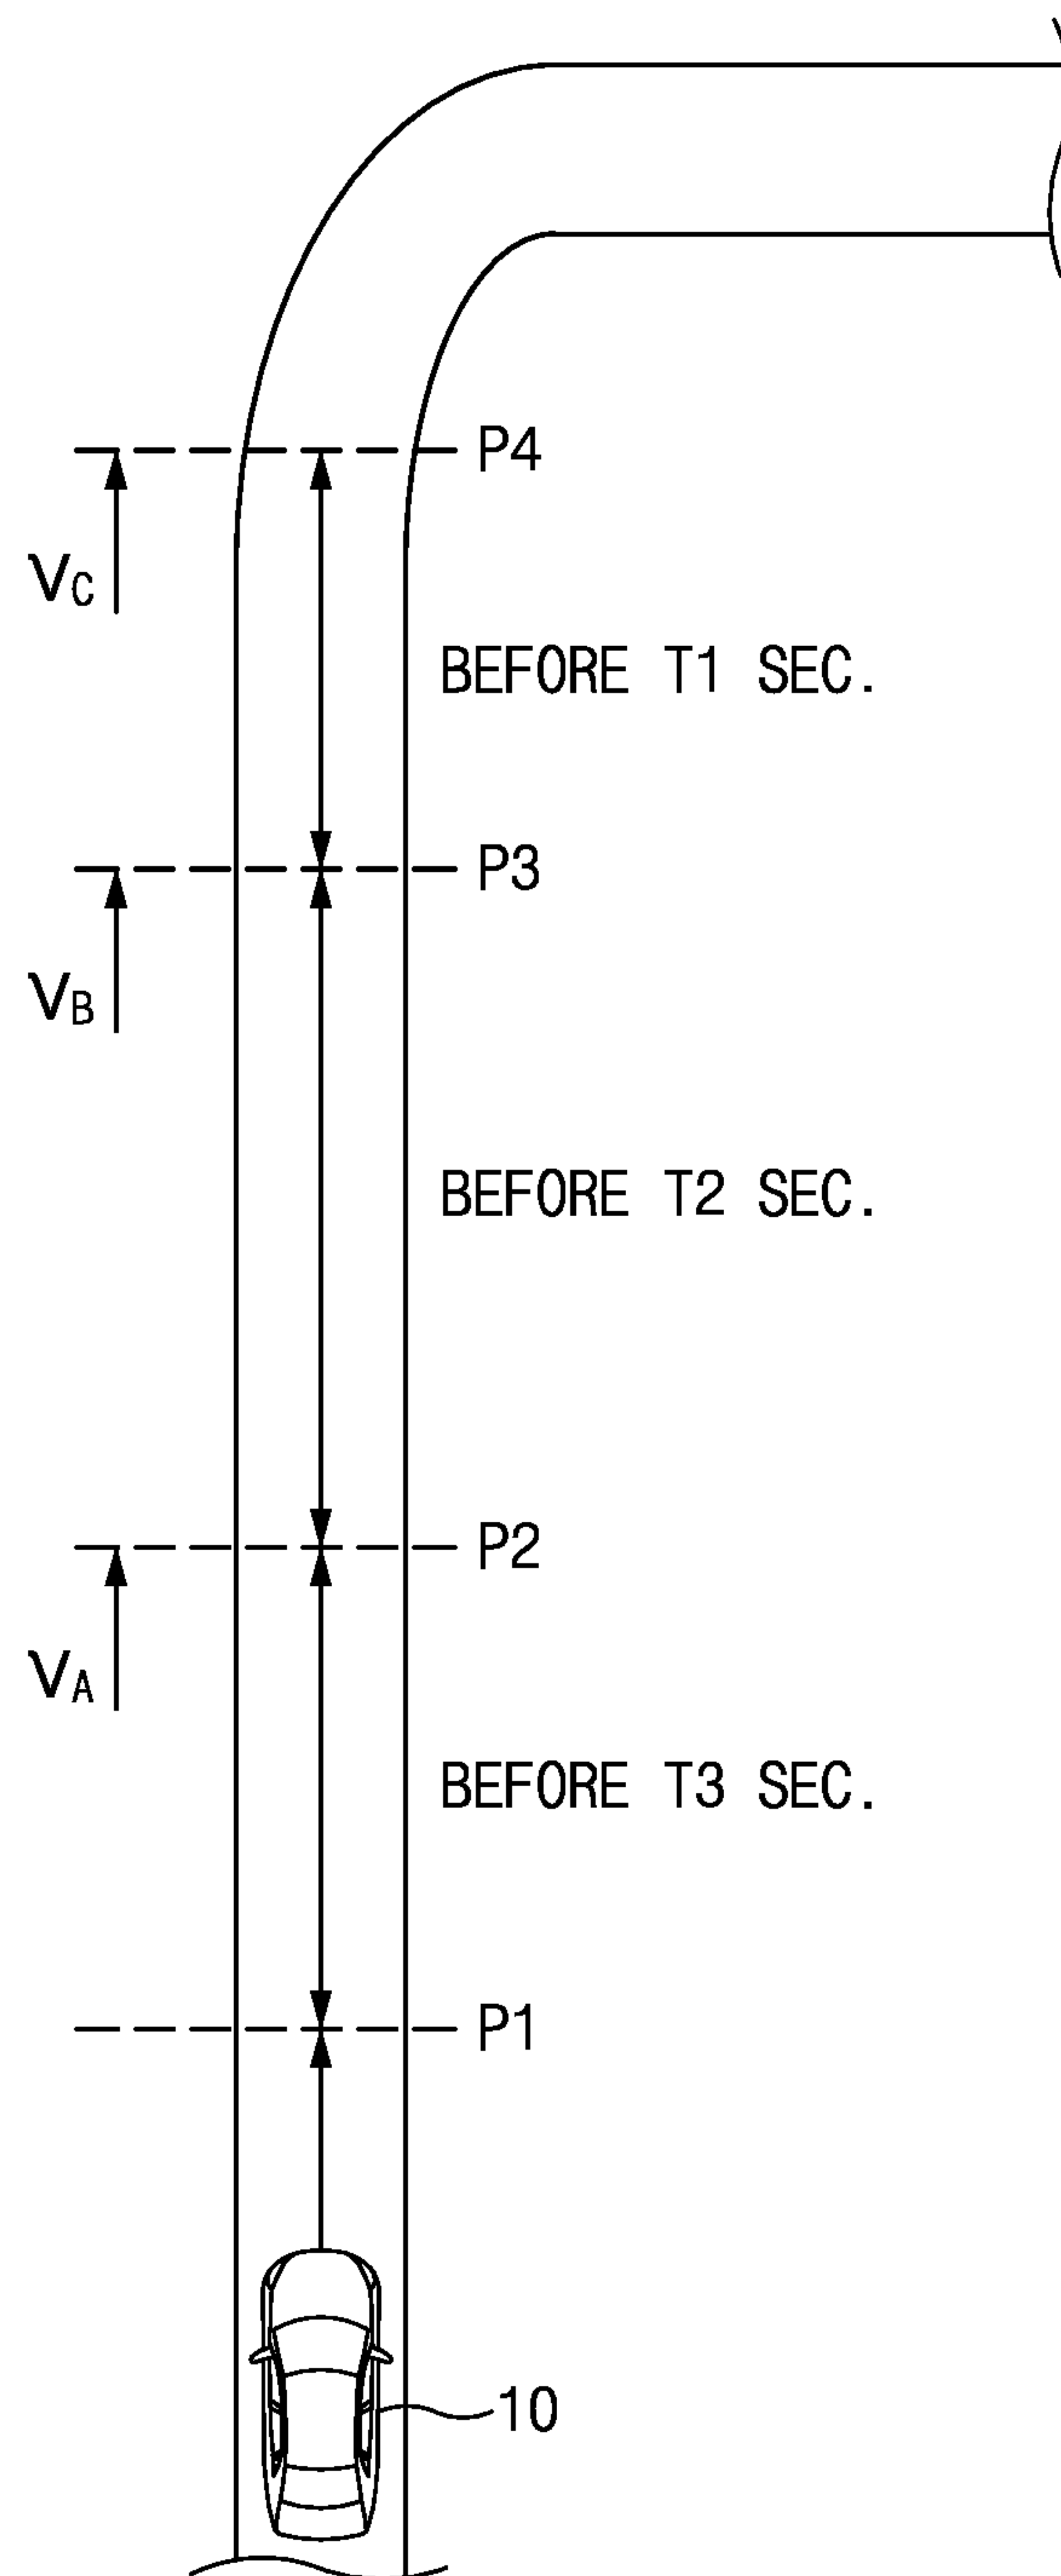 P4
VC
BEFORE T1 SEC.
P3
VB
BEFORE T2 SEC.
P2
VA
BEFORE T3 SEC.
P1
10